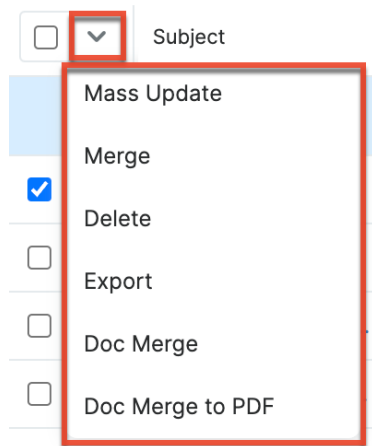 Subject
Mass Update
Merge
Delete
Export
Doc Merge
Doc Merge to PDF